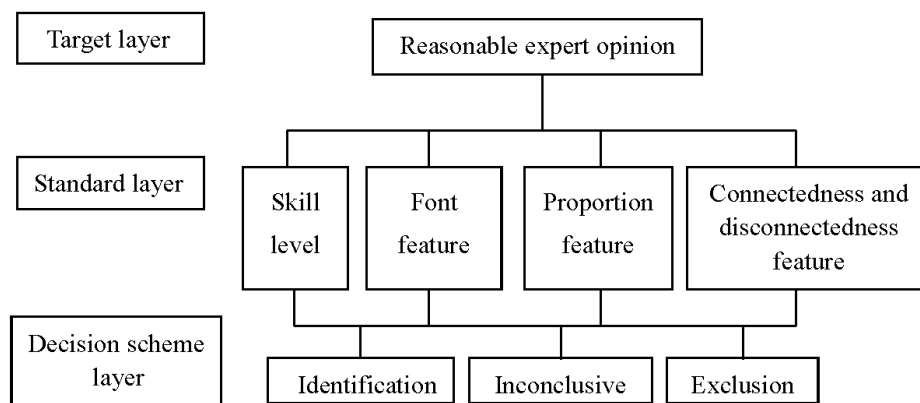 Target layer
Reasonable expert opinion
Standard layer
Skill
level
Font
feature
Proportion
feature
Connectedness and
disconnectedness
feature
Decision scheme
layer
Identification
Inconclusive
Exclusion